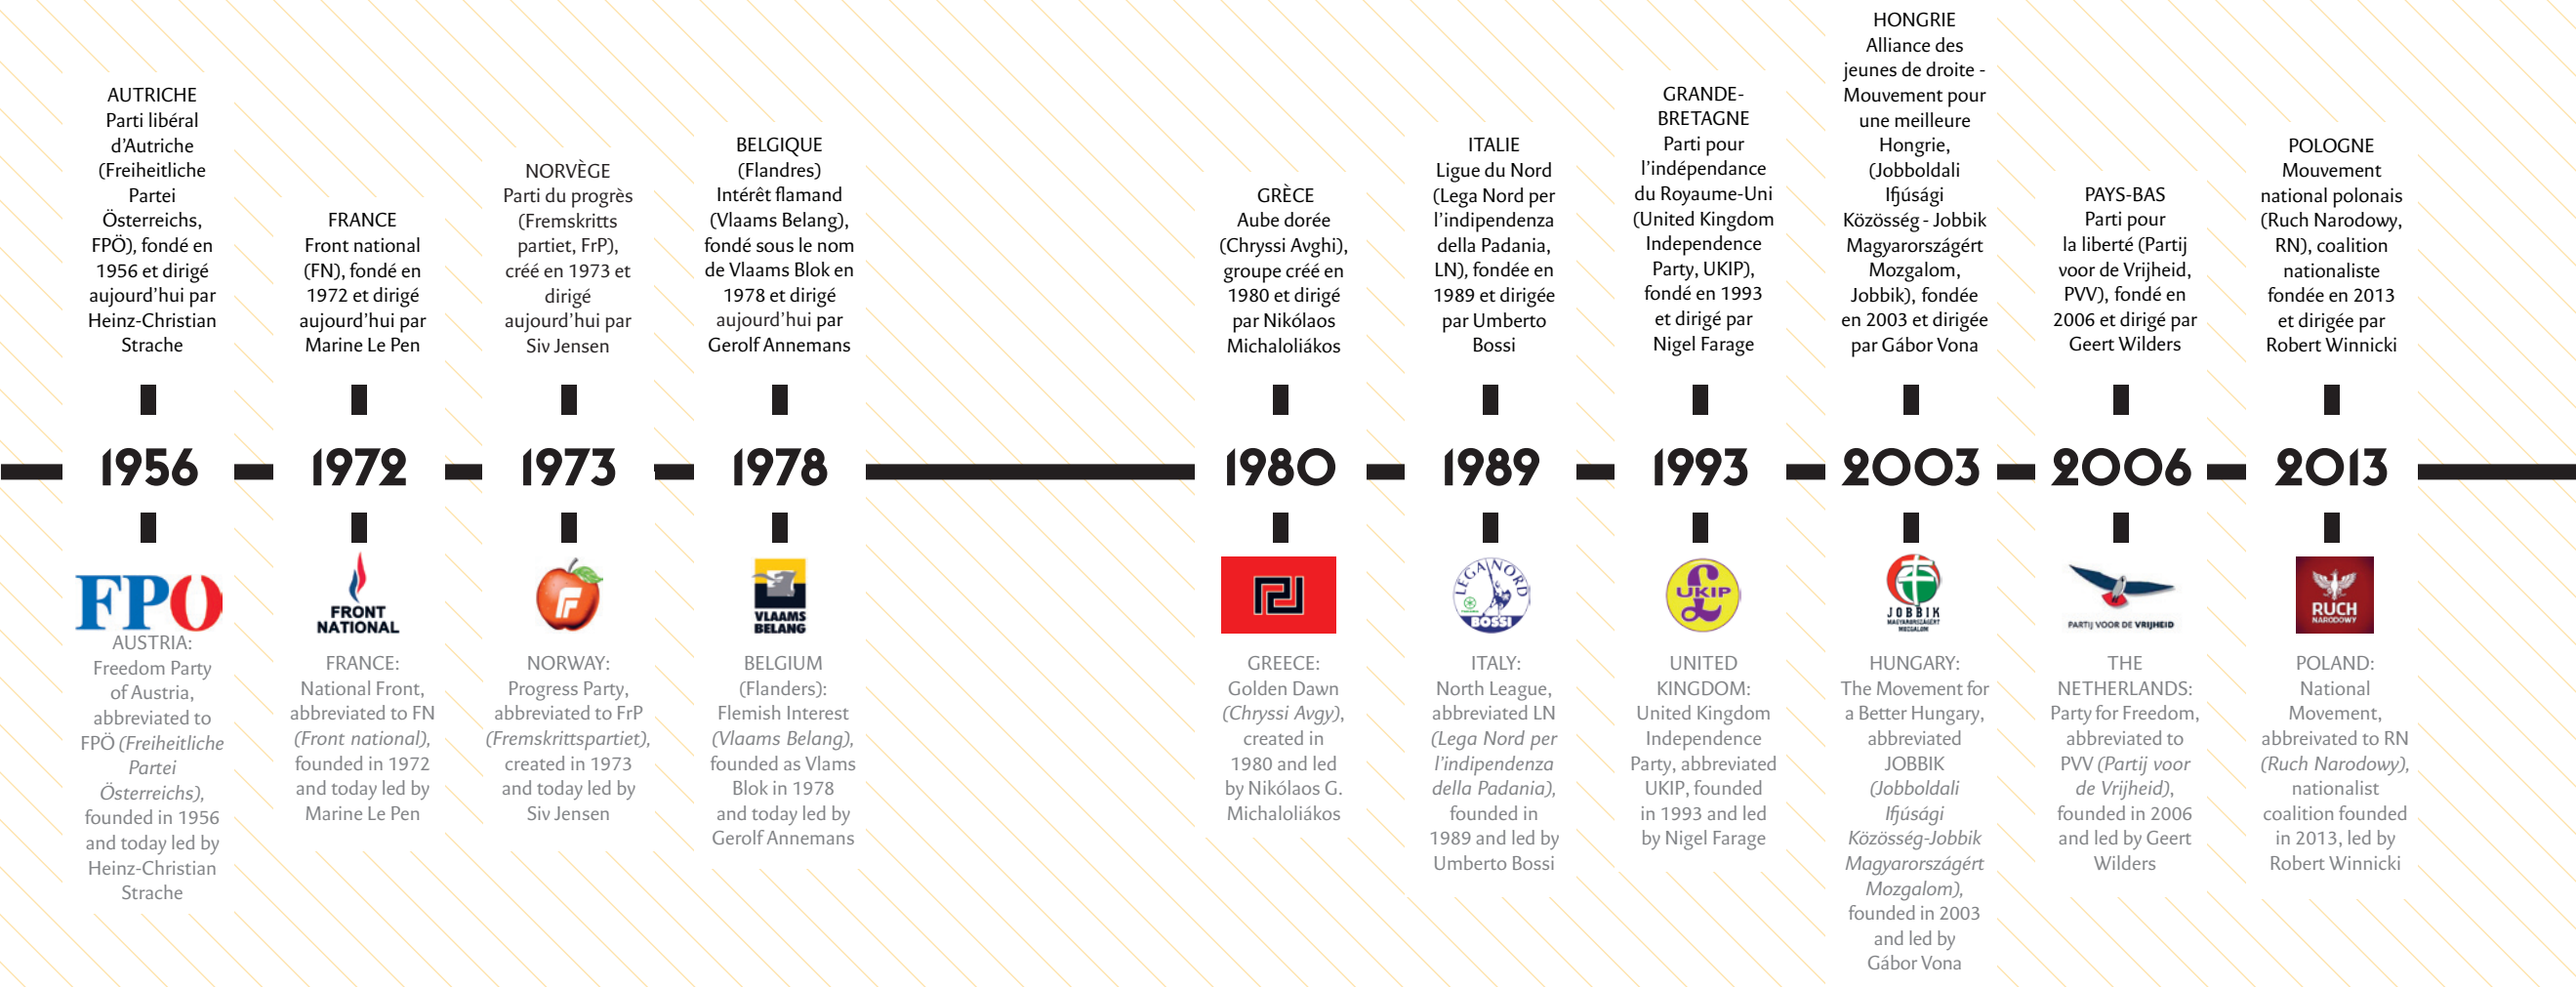 AUTRICHE
Parti libéral
d'Autriche
(Freiheitliche
Partei
Österreichs,
FPÖ), fondé en
1956 et dirigé
aujourd'hui par
Heinz-Christian
Strache
FRANCE
Front national
(FN), fondé en
1972 et dirigé
aujourd'hui par
Marine Le Pen
NORVÈGE
Parti du progrès
(Fremskritts
partiet, FrP),
créé en 1973 et
dirigé
aujourd'hui par
Siv Jensen
BELGIQUE
(Flandres)
Intérêt flamand
(Vlaams Belang),
fondé sous le nom
de Vlaams Blok en
1978 et dirigé
aujourd'hui par
Gerolf Annemans
GRÈCE
Aube dorée
(Chryssi Avghi),
groupe créé en
1980 et dirigé
par Nikólaos
Michaloliákos
ITALIE
Ligue du Nord
(Lega Nord per
l'indipendenza
della Padania,
LN), fondée en
1989 et dirigée
par Umberto
Bossi
GRANDE-
BRETAGNE
Parti pour
l'indépendance
du Royaume-Uni
(United Kingdom
Independence
Party, UKIP),
fondé en 1993
et dirigé par
Nigel Farage
HONGRIE
Alliance des
jeunes de droite -
Mouvement pour
une meilleure
Hongrie,
(Jobboldali
Ifjúsági
Közösség - Jobbik
Magyarországért
Mozgalom,
Jobbik), fondée
en 2003 et dirigée
par Gábor Vona
PAYS-BAS
Parti pour
la liberté (Partij
voor de Vrijheid,
PVV), fondé en
2006 et dirigé par
Geert Wilders
POLOGNE
Mouvement
national polonais
(Ruch Narodowy,
RN), coalition
nationaliste
fondée en 2013
et dirigée par
Robert Winnicki
1956
1972
1973
1978
1980
1989
1993
2003
2006
2013
FPÖ
AUSTRIA:
Freedom Party
of Austria,
abbreviated to
FPÖ (Freiheitliche
Partei
Österreichs),
founded in 1956
and today led by
Heinz-Christian
Strache
FRONT
NATIONAL
FRANCE:
National Front,
abbreviated to FN
(Front national),
founded in 1972
and today led by
Marine Le Pen
NORWAY:
Progress Party,
abbreviated to FrP
(Fremskrittspartiet),
created in 1973
and today led by
Siv Jensen
VLAAMS
BELANG
BELGIUM
(Flanders):
Flemish Interest
(Vlaams Belang),
founded as Vlams
Blok in 1978
and today led by
Gerolf Annemans
GREECE:
Golden Dawn
(Chryssi Avgy),
created in
1980 and led
by Nikólaos G.
Michaloliákos
LEGA NORD
BOSSI
ITALY:
North League,
abbreviated LN
(Lega Nord per
l'indipendenza
della Padania),
founded in
1989 and led by
Umberto Bossi
UKIP
UNITED
KINGDOM:
United Kingdom
Independence
Party, abbreviated
UKIP, founded
in 1993 and led
by Nigel Farage
JOBBIK
MAGYARORSZÁGÉRT
MOZGALOM
HUNGARY:
The Movement for
a Better Hungary,
abbreviated
JOBBIK
(Jobboldali
Ifjúsági
Közösség-Jobbik
Magyarországért
Mozgalom),
founded in 2003
and led by
Gábor Vona
PARTIJ VOOR DE VRIJHEID
THE
NETHERLANDS:
Party for Freedom,
abbreviated to
PVV (Partij voor
de Vrijheid),
founded in 2006
and led by Geert
Wilders
RUCH
NARODOWY
POLAND:
National
Movement,
abbreivated to RN
(Ruch Narodowy),
nationalist
coalition founded
in 2013, led by
Robert Winnicki